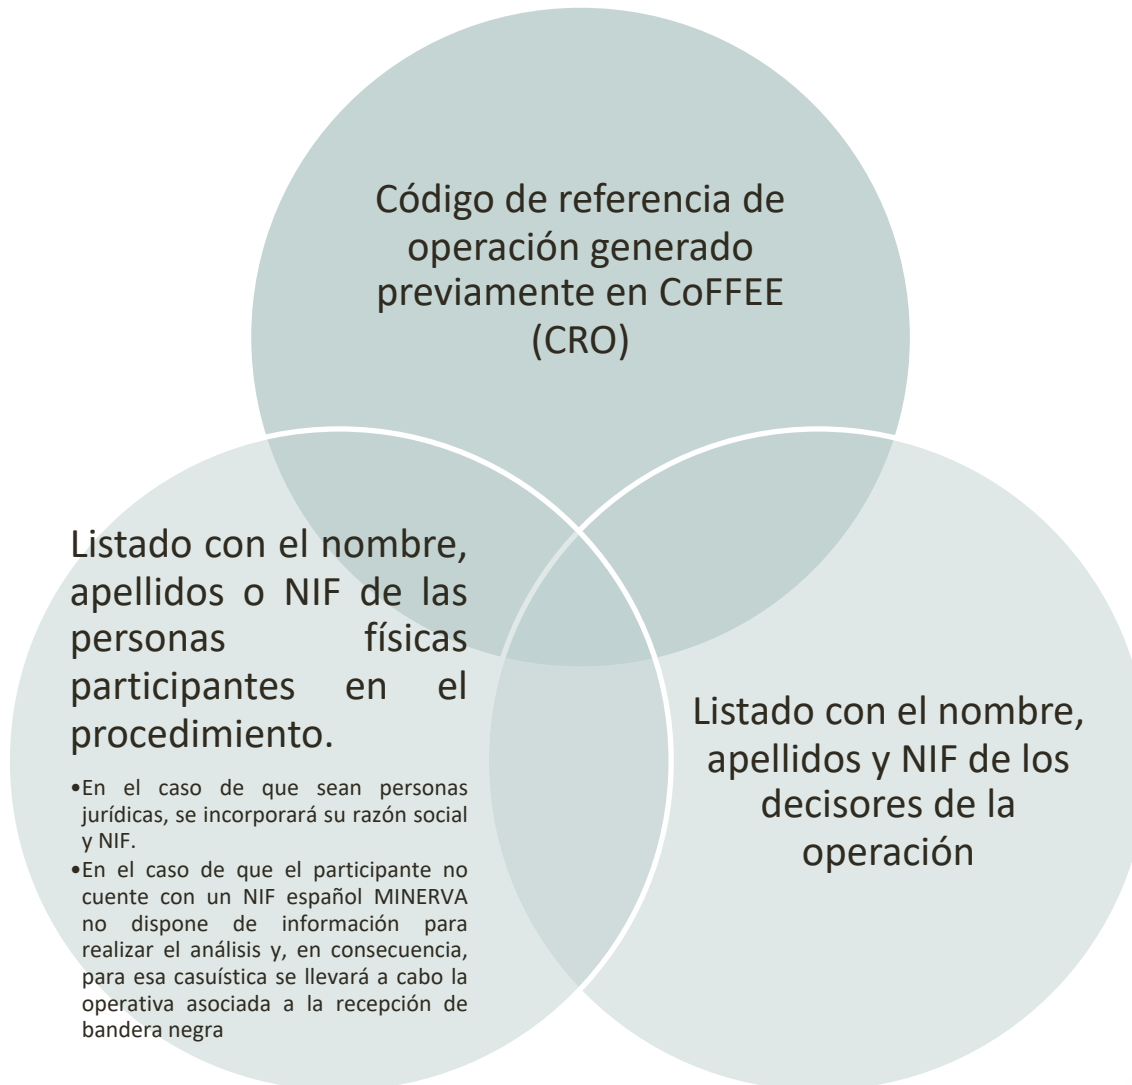 Código de referencia de
operación generado
previamente en CoFFEE
(CRO)
Listado con el nombre,
apellidos o NIF de las
personas físicas
participantes en el
procedimiento.
•En el caso de que sean personas
jurídicas, se incorporará su razón social
y NIF.
•En el caso de que el participante no
cuente con un NIF español MINERVA
no dispone de información para
realizar el análisis y, en consecuencia,
para esa casuística se llevará a cabo la
operativa asociada a la recepción de
bandera negra
Listado con el nombre,
apellidos y NIF de los
decisores de la
operación